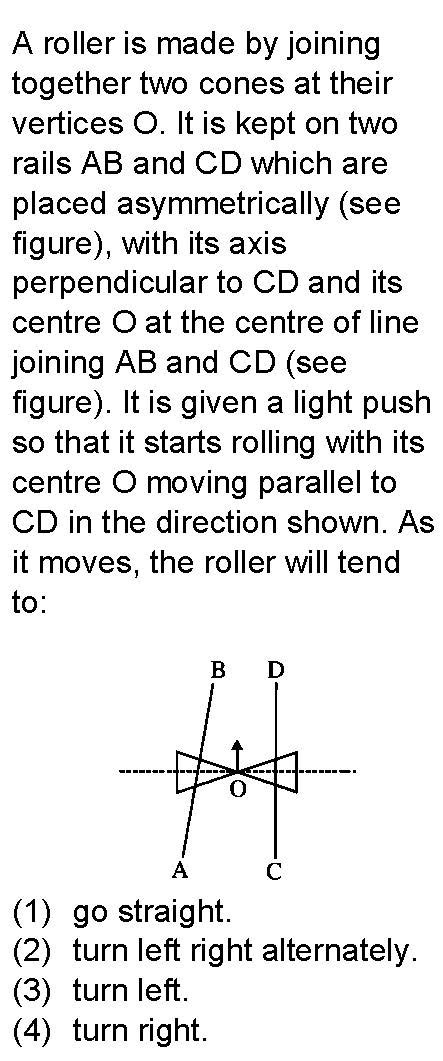 A roller is made by joining
together two cones at their
vertices O. It is kept on two
rails AB and CD which are
placed asymmetrically (see
figure), with its axis
perpendicular to CD and its
centre O at the centre of line
joining AB and CD (see
figure). It is given a light push
so that it starts rolling with its
centre O moving parallel to
CD in the direction shown. As
it moves, the roller will tend
to:
B D
O
A C
(1) go straight.
(2) turn left right alternately.
(3) turn left.
(4) turn right.